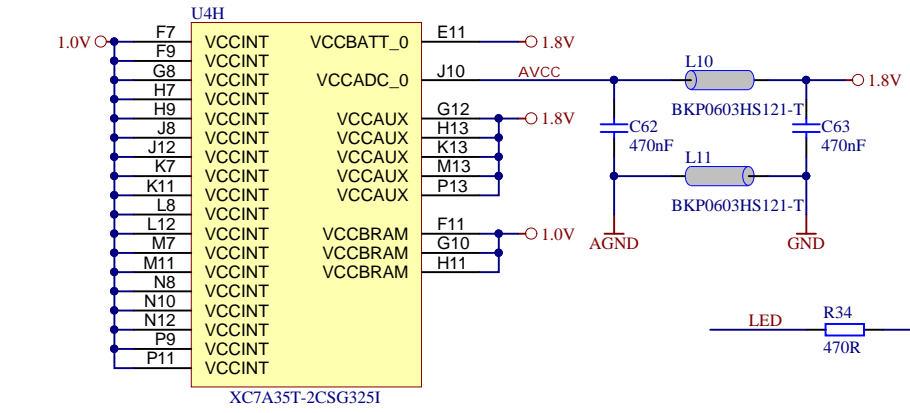 U4H
1.0V
F7 VCCINT
F9 VCCINT
G8 VCCINT
H7 VCCINT
H9 VCCINT
J8 VCCINT
J12 VCCINT
K7 VCCINT
K11 VCCINT
L8 VCCINT
L12 VCCINT
M7 VCCINT
M11 VCCINT
N8 VCCINT
N10 VCCINT
N12 VCCINT
P9 VCCINT
P11 VCCINT
VCCBATT_0 E11 1.8V
VCCADC_0 J10 AVCC
VCCAUX G12 1.8V
VCCAUX H13
VCCAUX K13
VCCAUX M13
VCCAUX P13
VCCBRAM F11 1.0V
VCCBRAM G10
VCCBRAM H11
XC7A35T-2CSG325I
L10
1.8V
BKP0603HS121-T
C62
470nF
C63
470nF
L11
BKP0603HS121-T
AGND
GND
LED
R34
470R